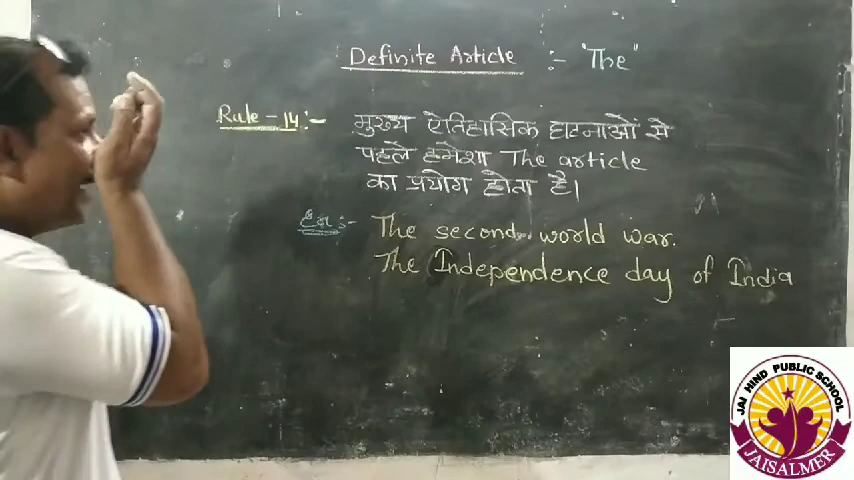 Definite Article :- "The"
Rule-14:- मुख्य ऐतिहासिक घटनाओं से
पहले हमेशा The article
का प्रयोग होता है।
Ex:- The second world war.
The Independence day of India
JAI HIND PUBLIC SCHOOL
JAISALMER